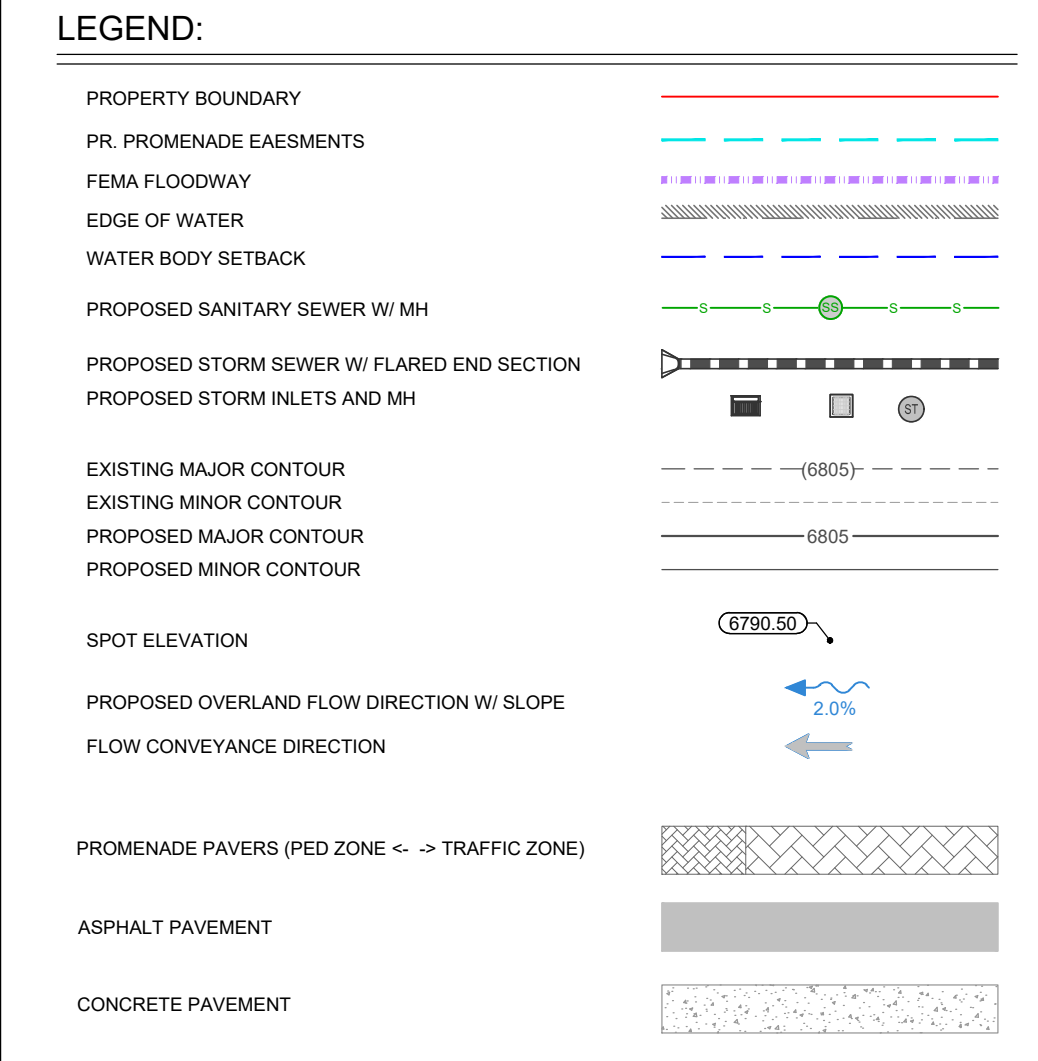 LEGEND:
PROPERTY BOUNDARY
PR. PROMENADE EAESMENTS
FEMA FLOODWAY
EDGE OF WATER
WATER BODY SETBACK
PROPOSED SANITARY SEWER W/ MH S S SS S S
PROPOSED STORM SEWER W/ FLARED END SECTION
PROPOSED STORM INLETS AND MH ST
EXISTING MAJOR CONTOUR (6805)
EXISTING MINOR CONTOUR
PROPOSED MAJOR CONTOUR 6805
PROPOSED MINOR CONTOUR
SPOT ELEVATION 6790.50
PROPOSED OVERLAND FLOW DIRECTION W/ SLOPE 2.0%
FLOW CONVEYANCE DIRECTION
PROMENADE PAVERS (PED ZONE <- -> TRAFFIC ZONE)
ASPHALT PAVEMENT
CONCRETE PAVEMENT